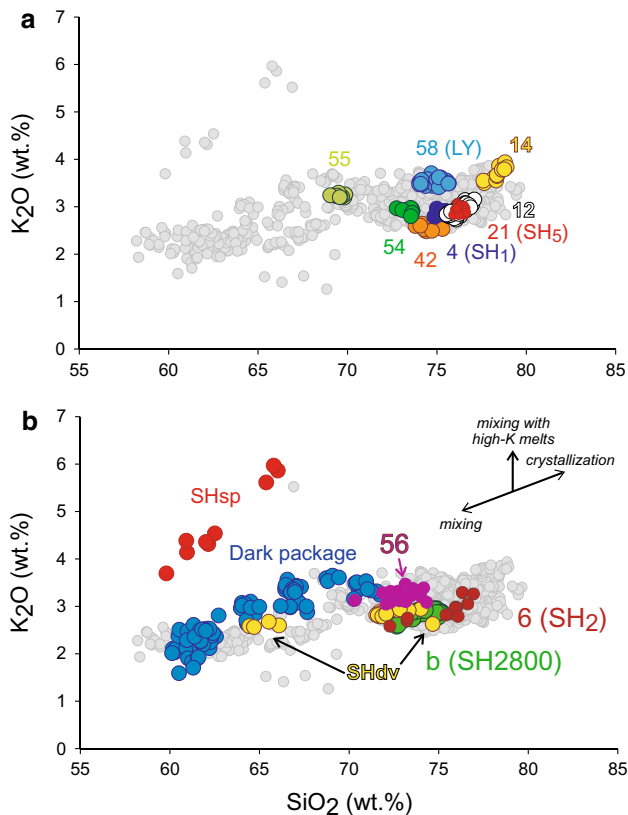 a
7
6
5
4
3
2
1
0
K2O (wt.%)
55 60 65 70 75 80
55
58 (LY)
14
12
21 (SH5)
54
42
4 (SH1)
b
7
6
5
4
3
2
1
0
K2O (wt.%)
mixing with
high-K melts
crystallization
mixing
SHsp
Dark package
56
6 (SH2)
SHdv
b (SH2800)
55 60 65 70 75 80
SiO2 (wt.%)